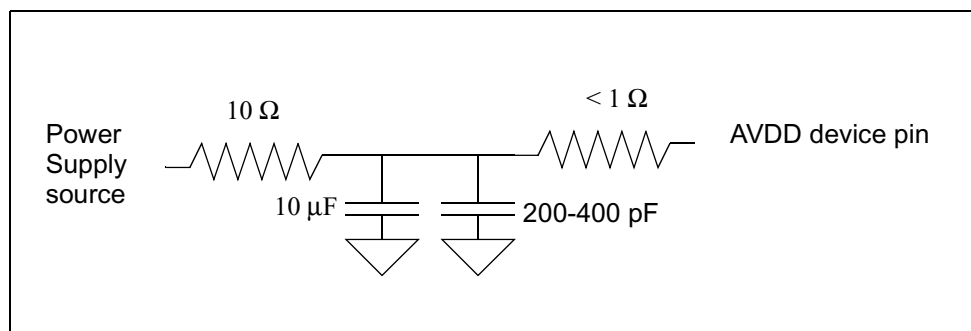 10 Ω
< 1 Ω
Power
Supply
source
AVDD device pin
10 μF
200-400 pF